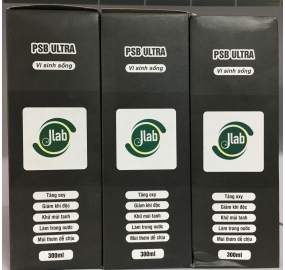 PSB ULTRA
Vi sinh sống
Jlab
Tăng oxy
Giảm khí độc
Khử mùi tanh
Làm trong nước
Mùi thơm dễ chịu
300ml
PSB ULTRA
Vi sinh sống
Jlab
Tăng oxy
Giảm khí độc
Khử mùi tanh
Làm trong nước
Mùi thơm dễ chịu
300ml
PSB ULTRA
Vi sinh sống
Jlab
Tăng oxy
Giảm khí độc
Khử mùi tanh
Làm trong nước
Mùi thơm dễ chịu
300ml